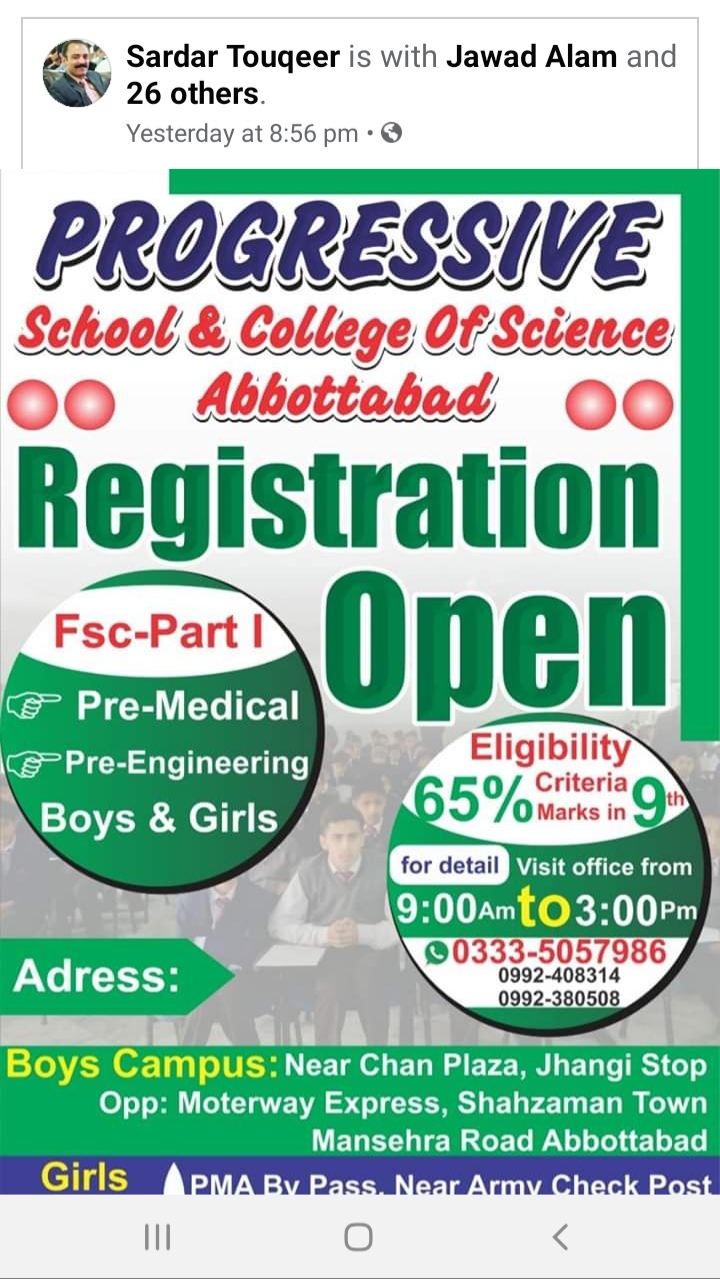 Sardar Touqeer is with Jawad Alam and
26 others.
Yesterday at 8:56 pm •
PROGRESSIVE
School & College Of Science
Abbottabad
Registration
Open
Fsc-Part I
Pre-Medical
Pre-Engineering
Boys & Girls
Eligibility
65% Criteria Marks in 9th
for detail Visit office from
9:00Am to 3:00Pm
0333-5057986
0992-408314
0992-380508
Adress:
Boys Campus: Near Chan Plaza, Jhangi Stop
Opp: Moterway Express, Shahzaman Town
Mansehra Road Abbottabad
Girls PMA By Pass, Near Army Check Post